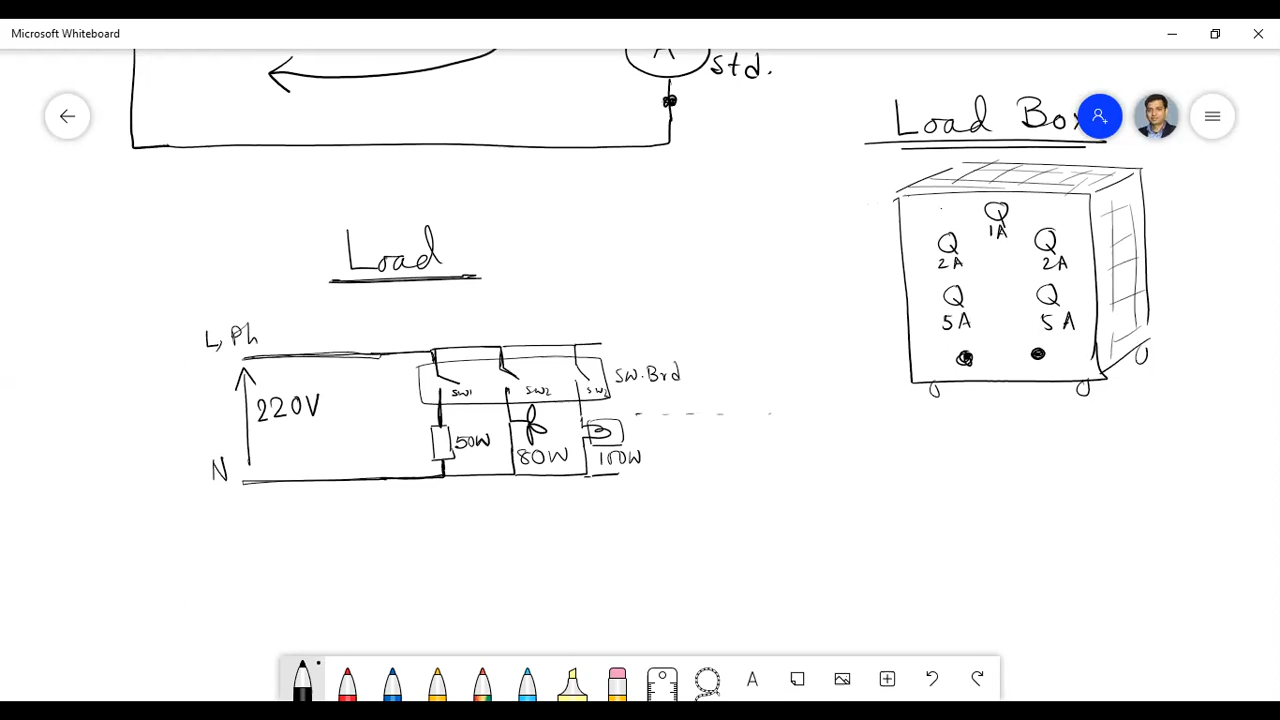 Microsoft Whiteboard
A std.
Load Box
1A
2A 2A
5A 5A
Load
L, Ph
220V
N
SW1 SW2
SW.Brd
50W
80W
100W
A